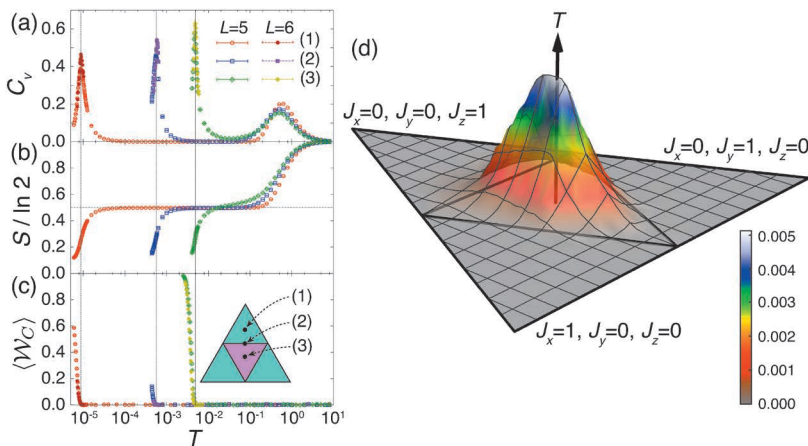 (a)
0.6
0.4
0.2
0.0
C_v
L=5 L=6
(1)
(2)
(3)
(b)
0.8
0.6
0.4
0.2
0.0
S / ln 2
(c)
0.8
0.6
0.4
0.2
0.0
⟨W_C⟩
(1)
(2)
(3)
10^-5 10^-4 10^-3 10^-2 10^-1 10^0 10^1
T
(d)
T
J_x=0, J_y=0, J_z=1
J_x=0, J_y=1, J_z=0
J_x=1, J_y=0, J_z=0
0.005
0.004
0.003
0.002
0.001
0.000